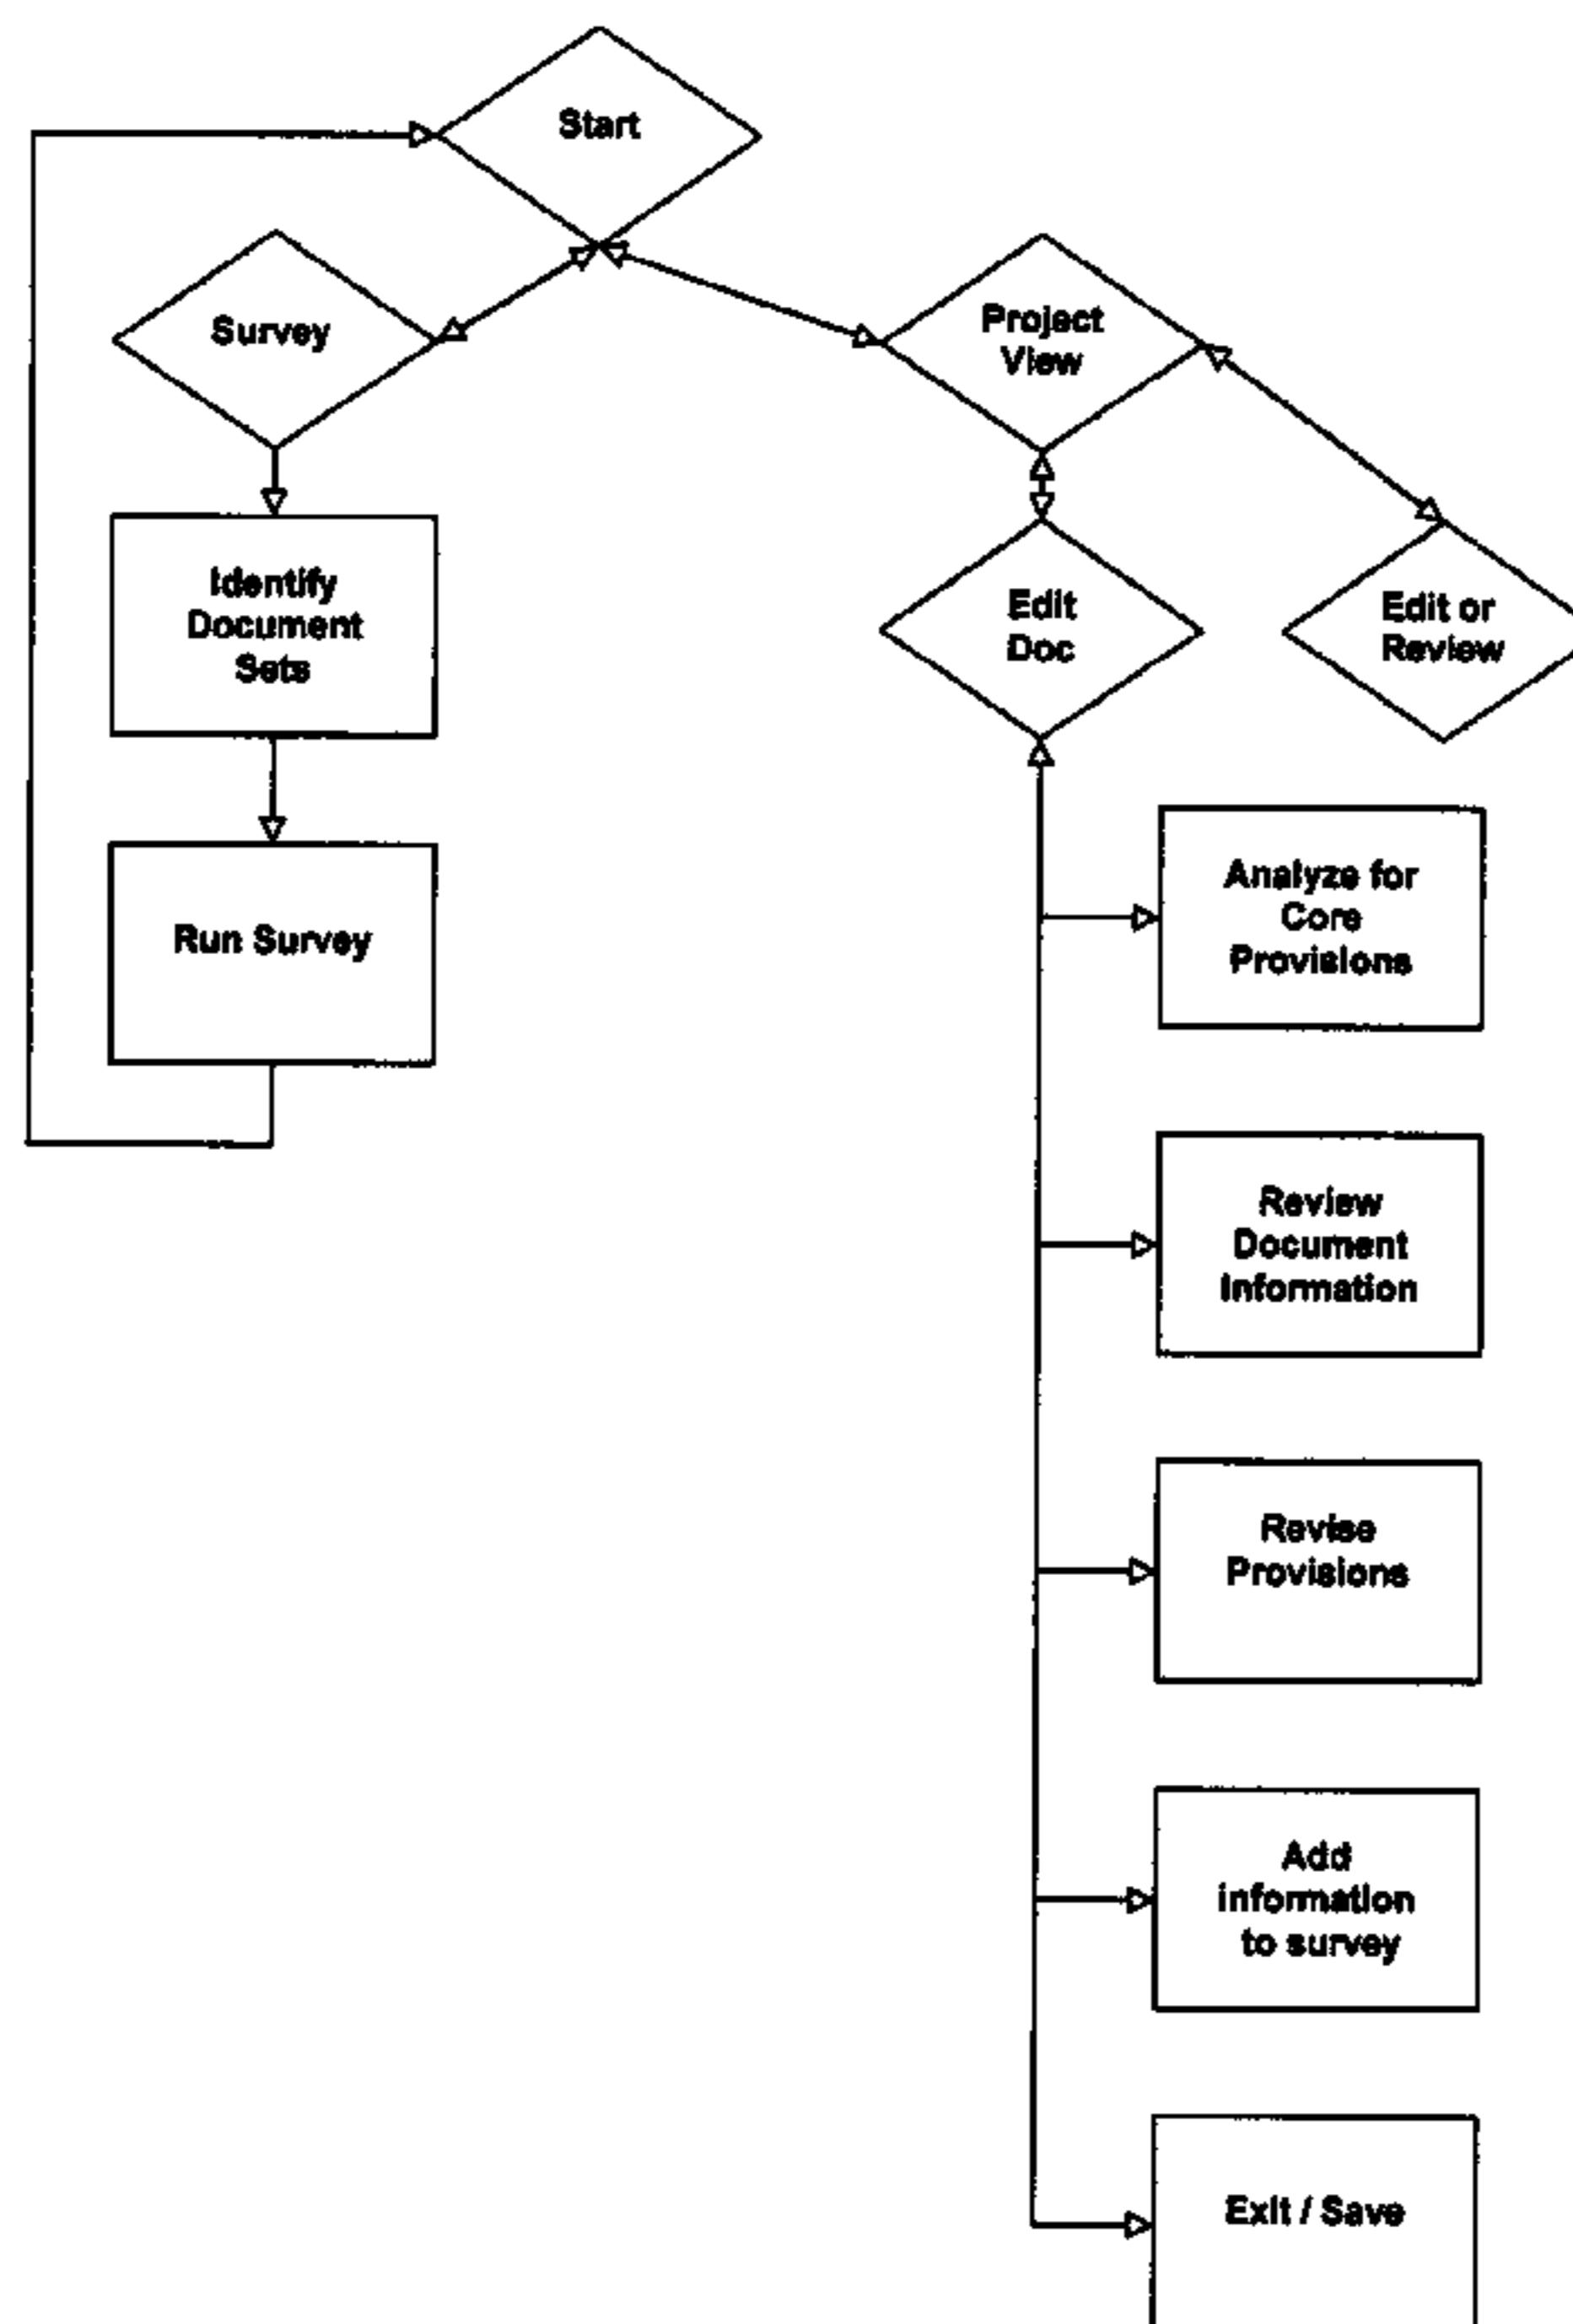 Start
Survey
Project
View
Identify
Document
Sets
Edit
Doc
Edit or
Review
Run Survey
Analyze for
Core
Provisions
Review
Document
Information
Revise
Provisions
Add
information
to survey
Exit / Save